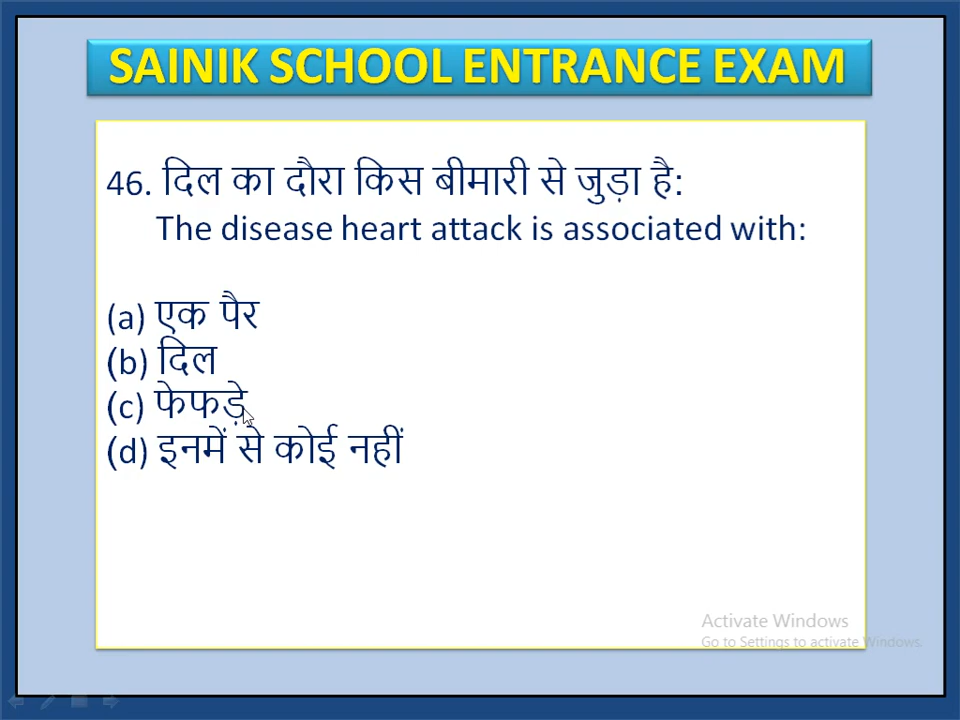 SAINIK SCHOOL ENTRANCE EXAM
46. दिल का दौरा किस बीमारी से जुड़ा है:
The disease heart attack is associated with:
(a) एक पैर
(b) दिल
(c) फेफड़े
(d) इनमें से कोई नहीं
Activate Windows
Go to Settings to activate Windows.